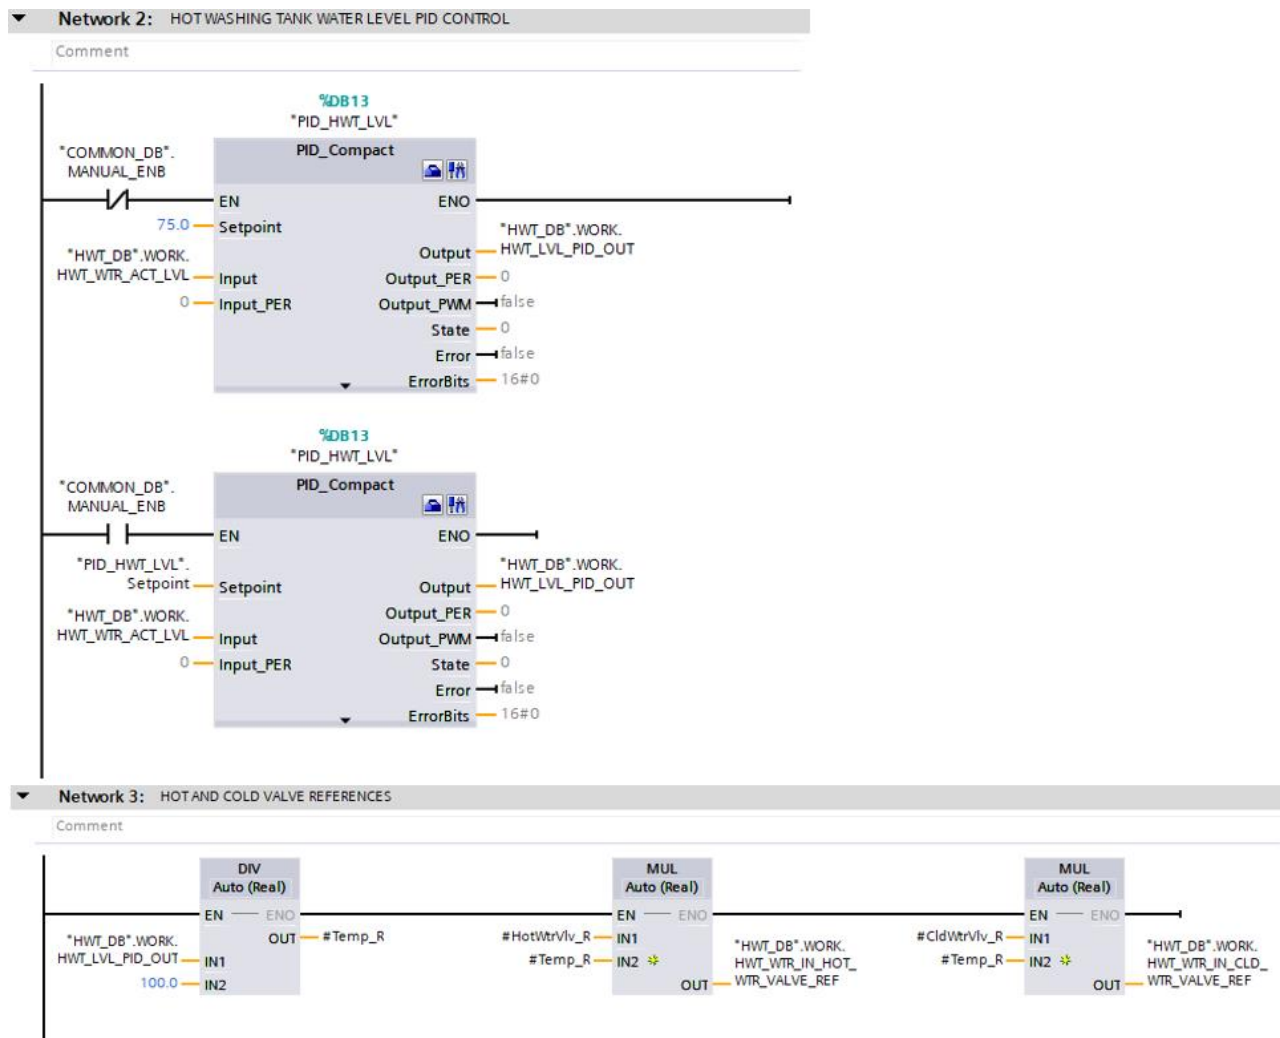 Network 2: HOT WASHING TANK WATER LEVEL PID CONTROL
Comment
%DB13
"PID_HWT_LVL"
"COMMON_DB".
MANUAL_ENB
PID_Compact
EN
ENO
75.0
Setpoint
"HWT_DB".WORK.
HWT_LVL_PID_OUT
Output
"HWT_DB".WORK.
HWT_WTR_ACT_LVL
Input
Output_PER
0
0
Input_PER
Output_PWM
false
State
0
Error
false
ErrorBits
16#0
%DB13
"PID_HWT_LVL"
"COMMON_DB".
MANUAL_ENB
PID_Compact
EN
ENO
"PID_HWT_LVL".
Setpoint
Setpoint
"HWT_DB".WORK.
HWT_LVL_PID_OUT
Output
"HWT_DB".WORK.
HWT_WTR_ACT_LVL
Input
Output_PER
0
Output_PWM
false
0
Input_PER
State
0
Error
false
ErrorBits
16#0
Network 3: HOT AND COLD VALVE REFERENCES
Comment
DIV
Auto (Real)
EN
ENO
"HWT_DB".WORK.
HWT_LVL_PID_OUT
IN1
100.0
IN2
OUT
#Temp_R
MUL
Auto (Real)
EN
ENO
#HotWtrVlv_R
IN1
#Temp_R
IN2
OUT
"HWT_DB".WORK.
HWT_WTR_IN_HOT_
WTR_VALVE_REF
MUL
Auto (Real)
EN
ENO
#CldWtrVlv_R
IN1
#Temp_R
IN2
OUT
"HWT_DB".WORK.
HWT_WTR_IN_CLD_
WTR_VALVE_REF